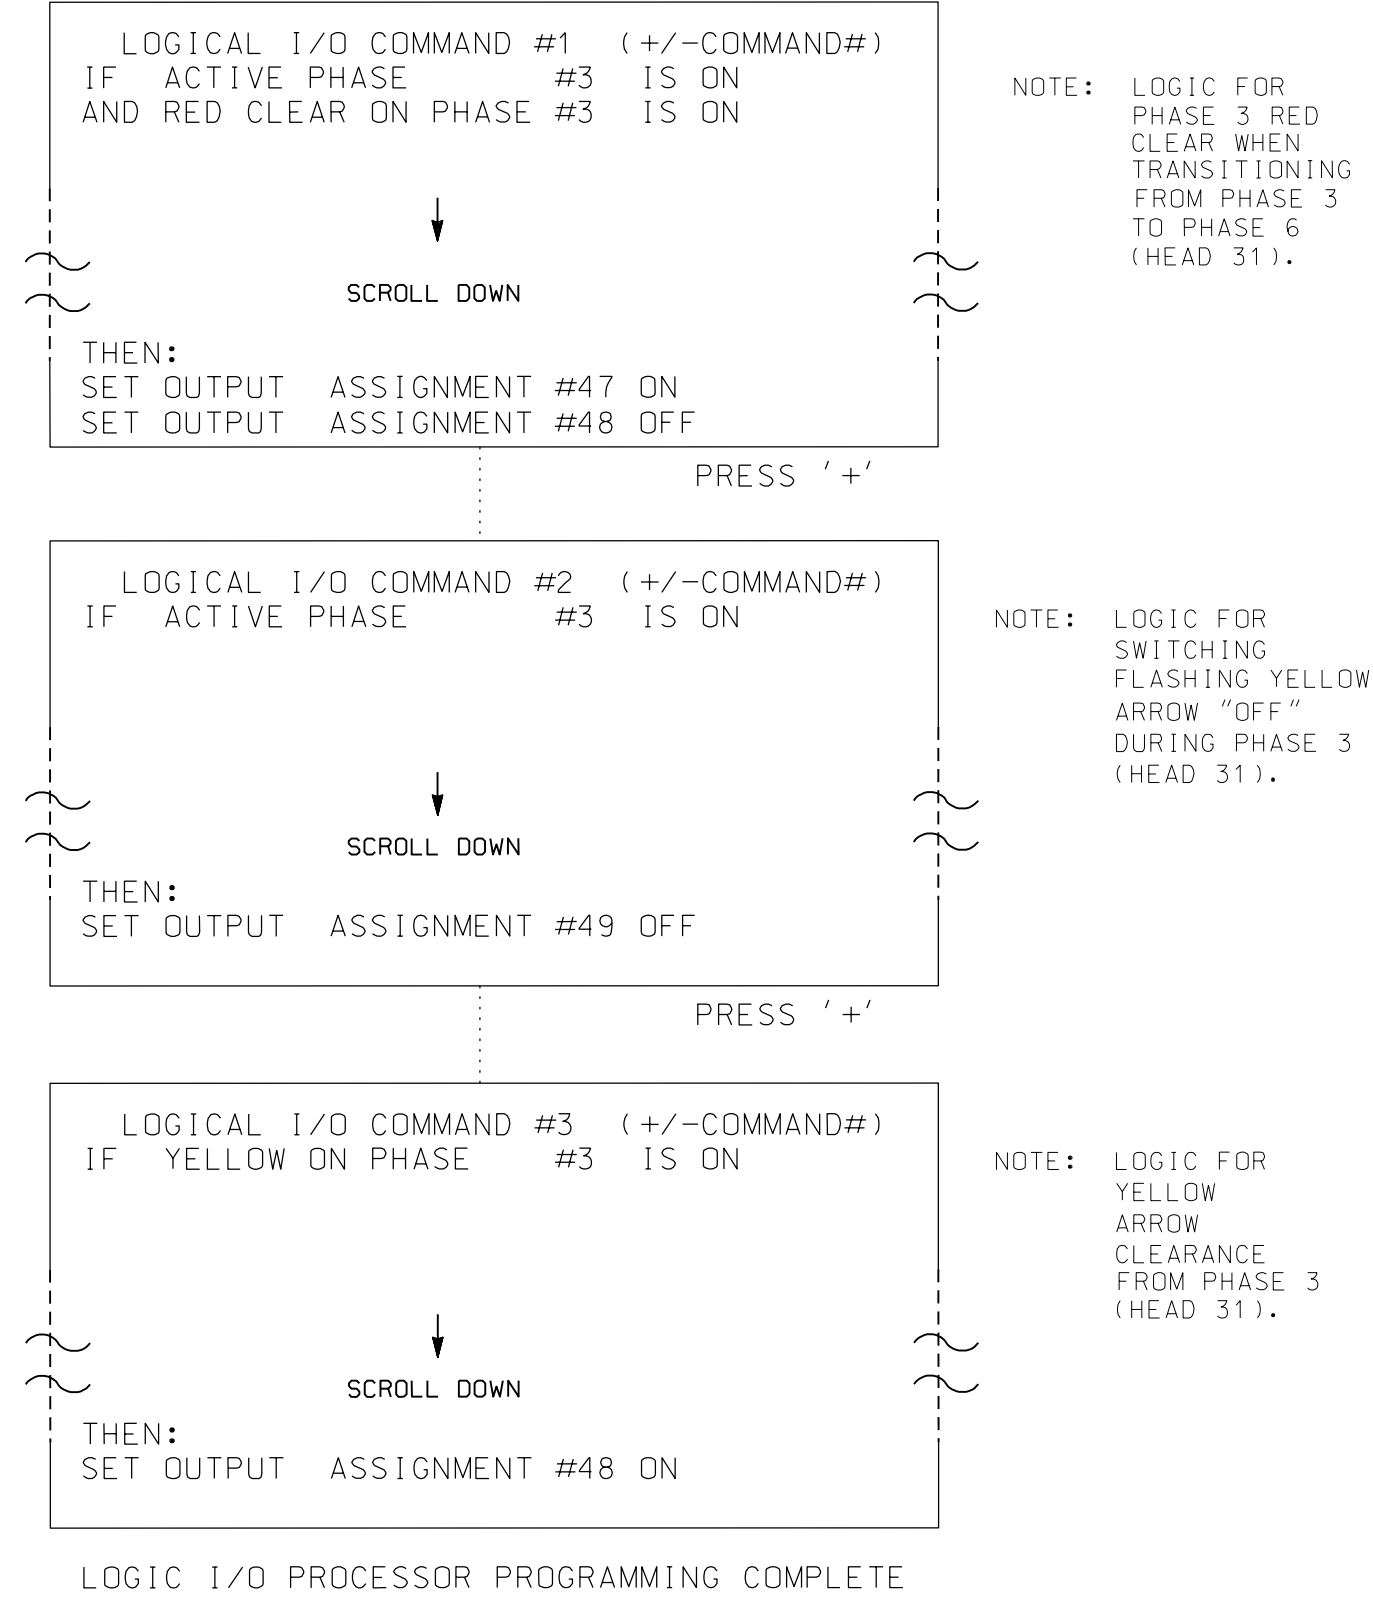 LOGICAL I/O COMMAND #1 (+/-COMMAND#)
IF ACTIVE PHASE #3 IS ON
AND RED CLEAR ON PHASE #3 IS ON
SCROLL DOWN
THEN:
SET OUTPUT ASSIGNMENT #47 ON
SET OUTPUT ASSIGNMENT #48 OFF
NOTE: LOGIC FOR
PHASE 3 RED
CLEAR WHEN
TRANSITIONING
FROM PHASE 3
TO PHASE 6
(HEAD 31).
PRESS '+'
LOGICAL I/O COMMAND #2 (+/-COMMAND#)
IF ACTIVE PHASE #3 IS ON
SCROLL DOWN
THEN:
SET OUTPUT ASSIGNMENT #49 OFF
NOTE: LOGIC FOR
SWITCHING
FLASHING YELLOW
ARROW "OFF"
DURING PHASE 3
(HEAD 31).
PRESS '+'
LOGICAL I/O COMMAND #3 (+/-COMMAND#)
IF YELLOW ON PHASE #3 IS ON
SCROLL DOWN
THEN:
SET OUTPUT ASSIGNMENT #48 ON
NOTE: LOGIC FOR
YELLOW
ARROW
CLEARANCE
FROM PHASE 3
(HEAD 31).
LOGIC I/O PROCESSOR PROGRAMMING COMPLETE